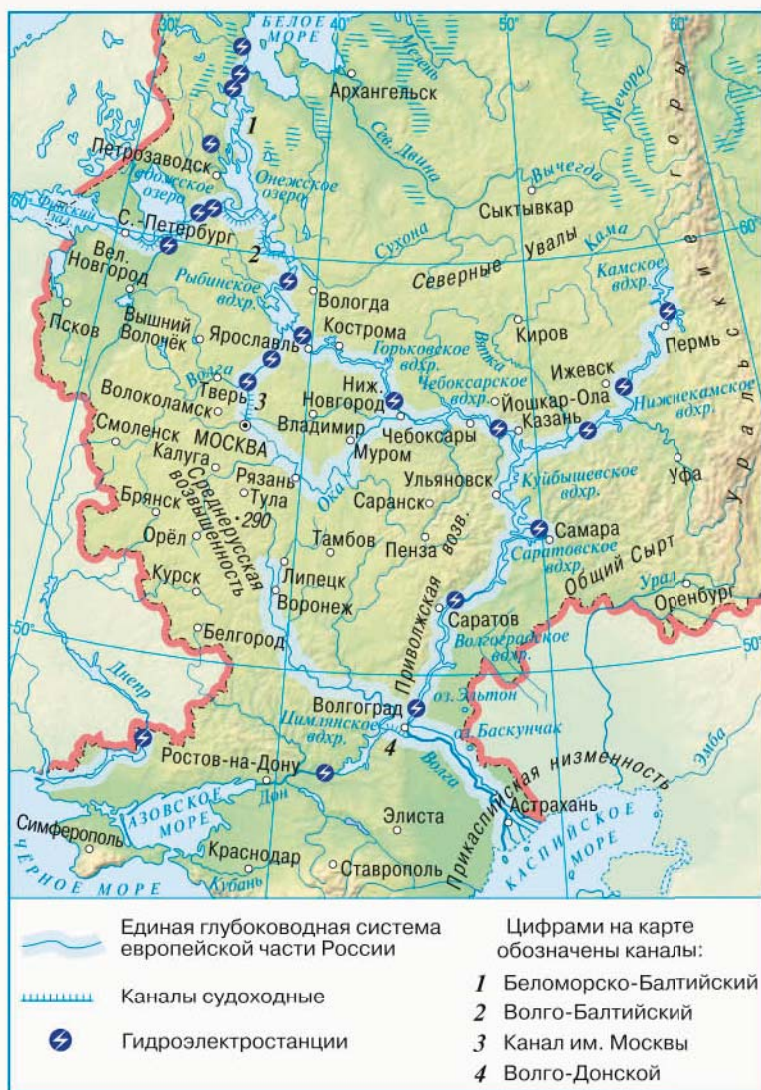 30°
БЕЛОЕ
МОРЕ
40°
50°
60°
Мезень
Архангельск
Печора
1
Сев. Двина
Петрозаводск
Вычегда
Ладожское
озеро
Онежское
озеро
Сыктывкар
60°
Финский
зал.
С.-Петербург
2
Сухона
Северные Увалы
Кама
60°
Уральские горы
Вел.
Новгород
Рыбинское
вдхр.
Вологда
Камское
вдхр.
Псков
Вышний
Волочёк
Ярославль
Кострома
Киров
Пермь
Горьковское
вдхр.
Вятка
Волга
Тверь
3
Ниж.
Новгород
Чебоксарское
вдхр.
Ижевск
Йошкар-Ола
Нижнекамское
вдхр.
Волоколамск
Владимир
Чебоксары
Казань
Смоленск
МОСКВА
Муром
Калуга
Рязань
Ульяновск
Куйбышевское
вдхр.
Уфа
Тула
Ока
Саранск
Среднерусская
возвышенность
290
Брянск
Орёл
Тамбов
Пенза
Самара
Саратовское
вдхр.
Приволжская возв.
Общий Сырт
Курск
Липецк
Воронеж
Урал
Оренбург
Саратов
Белгород
50°
Волгоградское
вдхр.
50°
Днепр
Волгоград
оз. Эльтон
Цимлянское
вдхр.
4
оз. Баскунчак
Эмба
Ростов-на-Дону
Волга
Прикаспийская низменность
Дон
АЗОВСКОЕ
МОРЕ
Элиста
Астрахань
Симферополь
КАСПИЙСКОЕ
МОРЕ
Краснодар
Ставрополь
ЧЁРНОЕ МОРЕ
Кубань
Единая глубоководная система
европейской части России
Каналы судоходные
Гидроэлектростанции
Цифрами на карте
обозначены каналы:
1 Беломорско-Балтийский
2 Волго-Балтийский
3 Канал им. Москвы
4 Волго-Донской